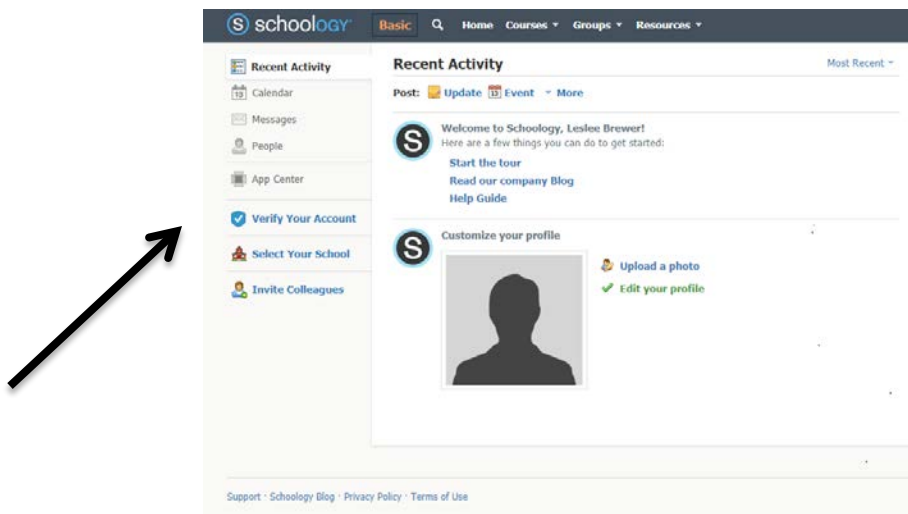 S schoology Basic Home Courses Groups Resources
Recent Activity
Calendar
Messages
People
App Center
Verify Your Account
Select Your School
Invite Colleagues
Recent Activity Most Recent
Post: Update 13 Event More
S Welcome to Schoology, Leslee Brewer!
Here are a few things you can do to get started:
Start the tour
Read our company Blog
Help Guide
S Customize your profile
Upload a photo
Edit your profile
Support · Schoology Blog · Privacy Policy · Terms of Use